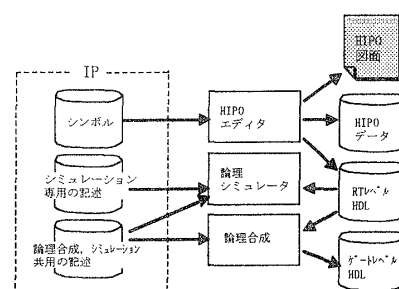 IP
シンボル
シミュレーション
専用の記述
論理合成, シミュレーション
共用の記述
HIPO
エディタ
論理
シミュレータ
論理合成
HIPO
図面
HIPO
データ
RTレベル
HDL
ゲートレベル
HDL